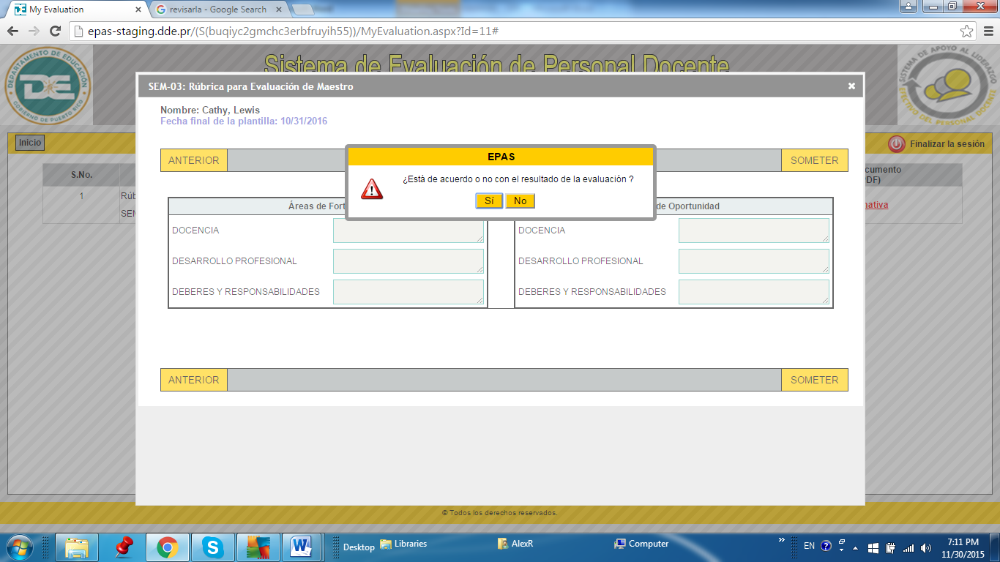 My Evaluation
revisarla - Google Search
epas-staging.dde.pr/(S(buqiyc2gmchc3erbfruyih55))/MyEvaluation.aspx?Id=11#
DEPARTAMENTO DE EDUCACIÓN
DE
GOBIERNO DE PUERTO RICO
Sistema de Evaluación de Personal Docente
SISTEMA DE APOYO AL LIDERAZGO
EFECTIVO DEL PERSONAL DOCENTE
SEM-03: Rúbrica para Evaluación de Maestro
Nombre: Cathy, Lewis
Fecha final de la plantilla: 10/31/2016
Inicio
Finalizar la sesión
ANTERIOR
SOMETER
EPAS
¿Está de acuerdo o no con el resultado de la evaluación ?
Sí No
S.No.
1
Rúb
SEM
cumento
PDF)
nativa
Áreas de Fort
de Oportunidad
DOCENCIA
DOCENCIA
DESARROLLO PROFESIONAL
DESARROLLO PROFESIONAL
DEBERES Y RESPONSABILIDADES
DEBERES Y RESPONSABILIDADES
ANTERIOR
SOMETER
© Todos los derechos reservados.
Desktop
Libraries
AlexR
Computer
EN
7:11 PM
11/30/2015